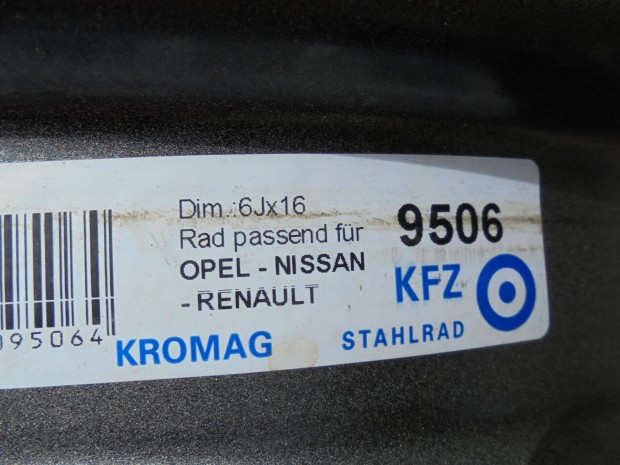 Dim.:6Jx16
Rad passend für
OPEL - NISSAN
- RENAULT
9506
KFZ
STAHLRAD
KROMAG
095064